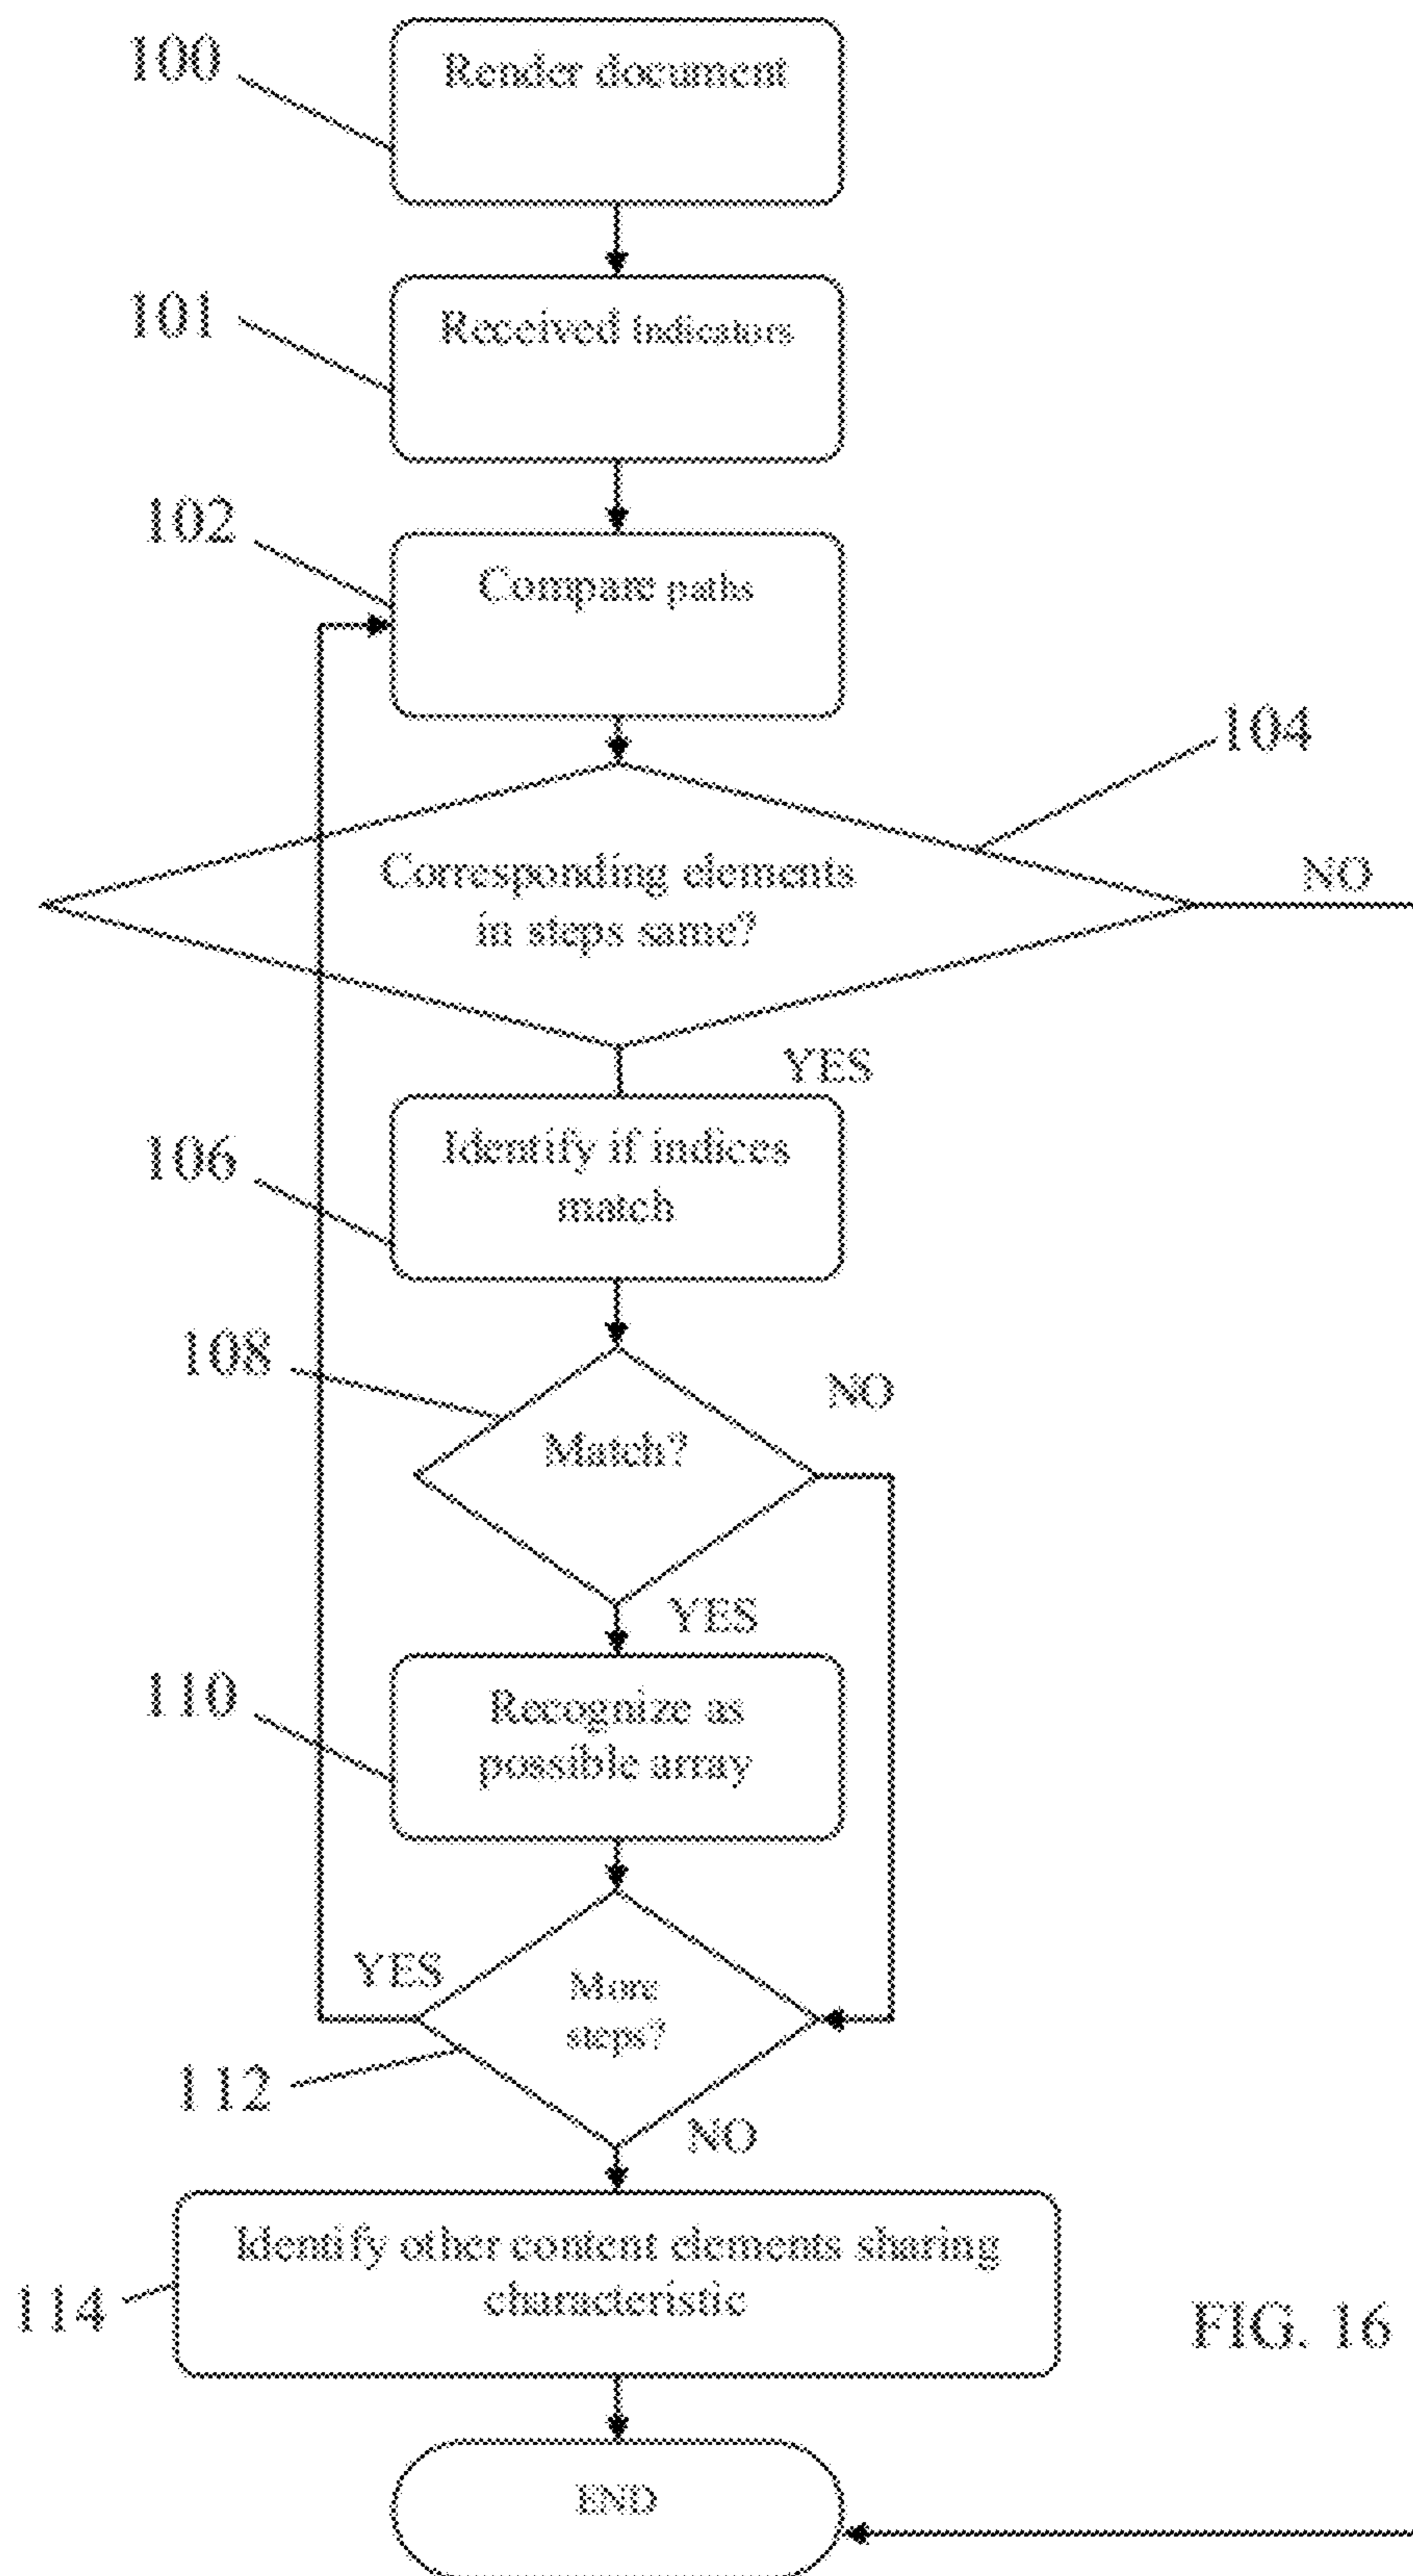 100
Render document
101
Received indicators
102
Compare paths
104
Corresponding elements
in steps same?
NO
YES
106
Identify if indices
match
108
Match?
NO
YES
110
Recognize as
possible array
YES
More
steps?
112
NO
114
Identify other content elements sharing
characteristic
FIG. 16
END